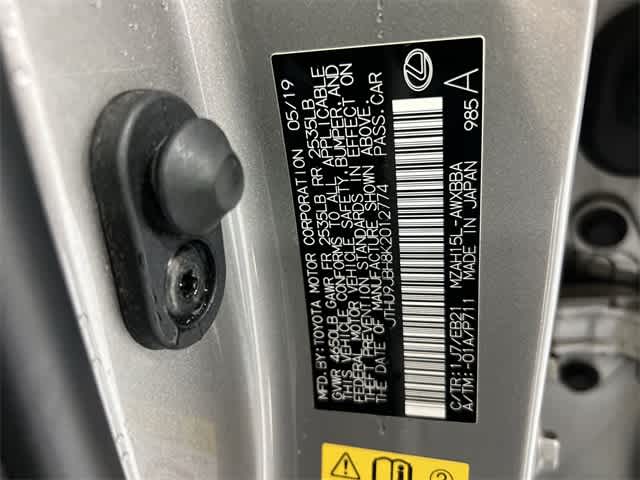 MFD. BY: TOYOTA MOTOR CORPORATION 05/19
GVWR 4650LB GAWR FR 2535LB RR 2535LB
THIS VEHICLE CONFORMS TO ALL APPLICABLE
FEDERAL MOTOR VEHICLE SAFETY, BUMPER, AND
THEFT PREVENTION STANDARDS IN EFFECT ON
THE DATE OF MANUFACTURE SHOWN ABOVE.
JTHU9JBH8K2012774 PASS. CAR
C/TR: 1J7/EB21 MZAH15L-AWXBBA
A/TM: -01A/P711 MADE IN JAPAN 985 A